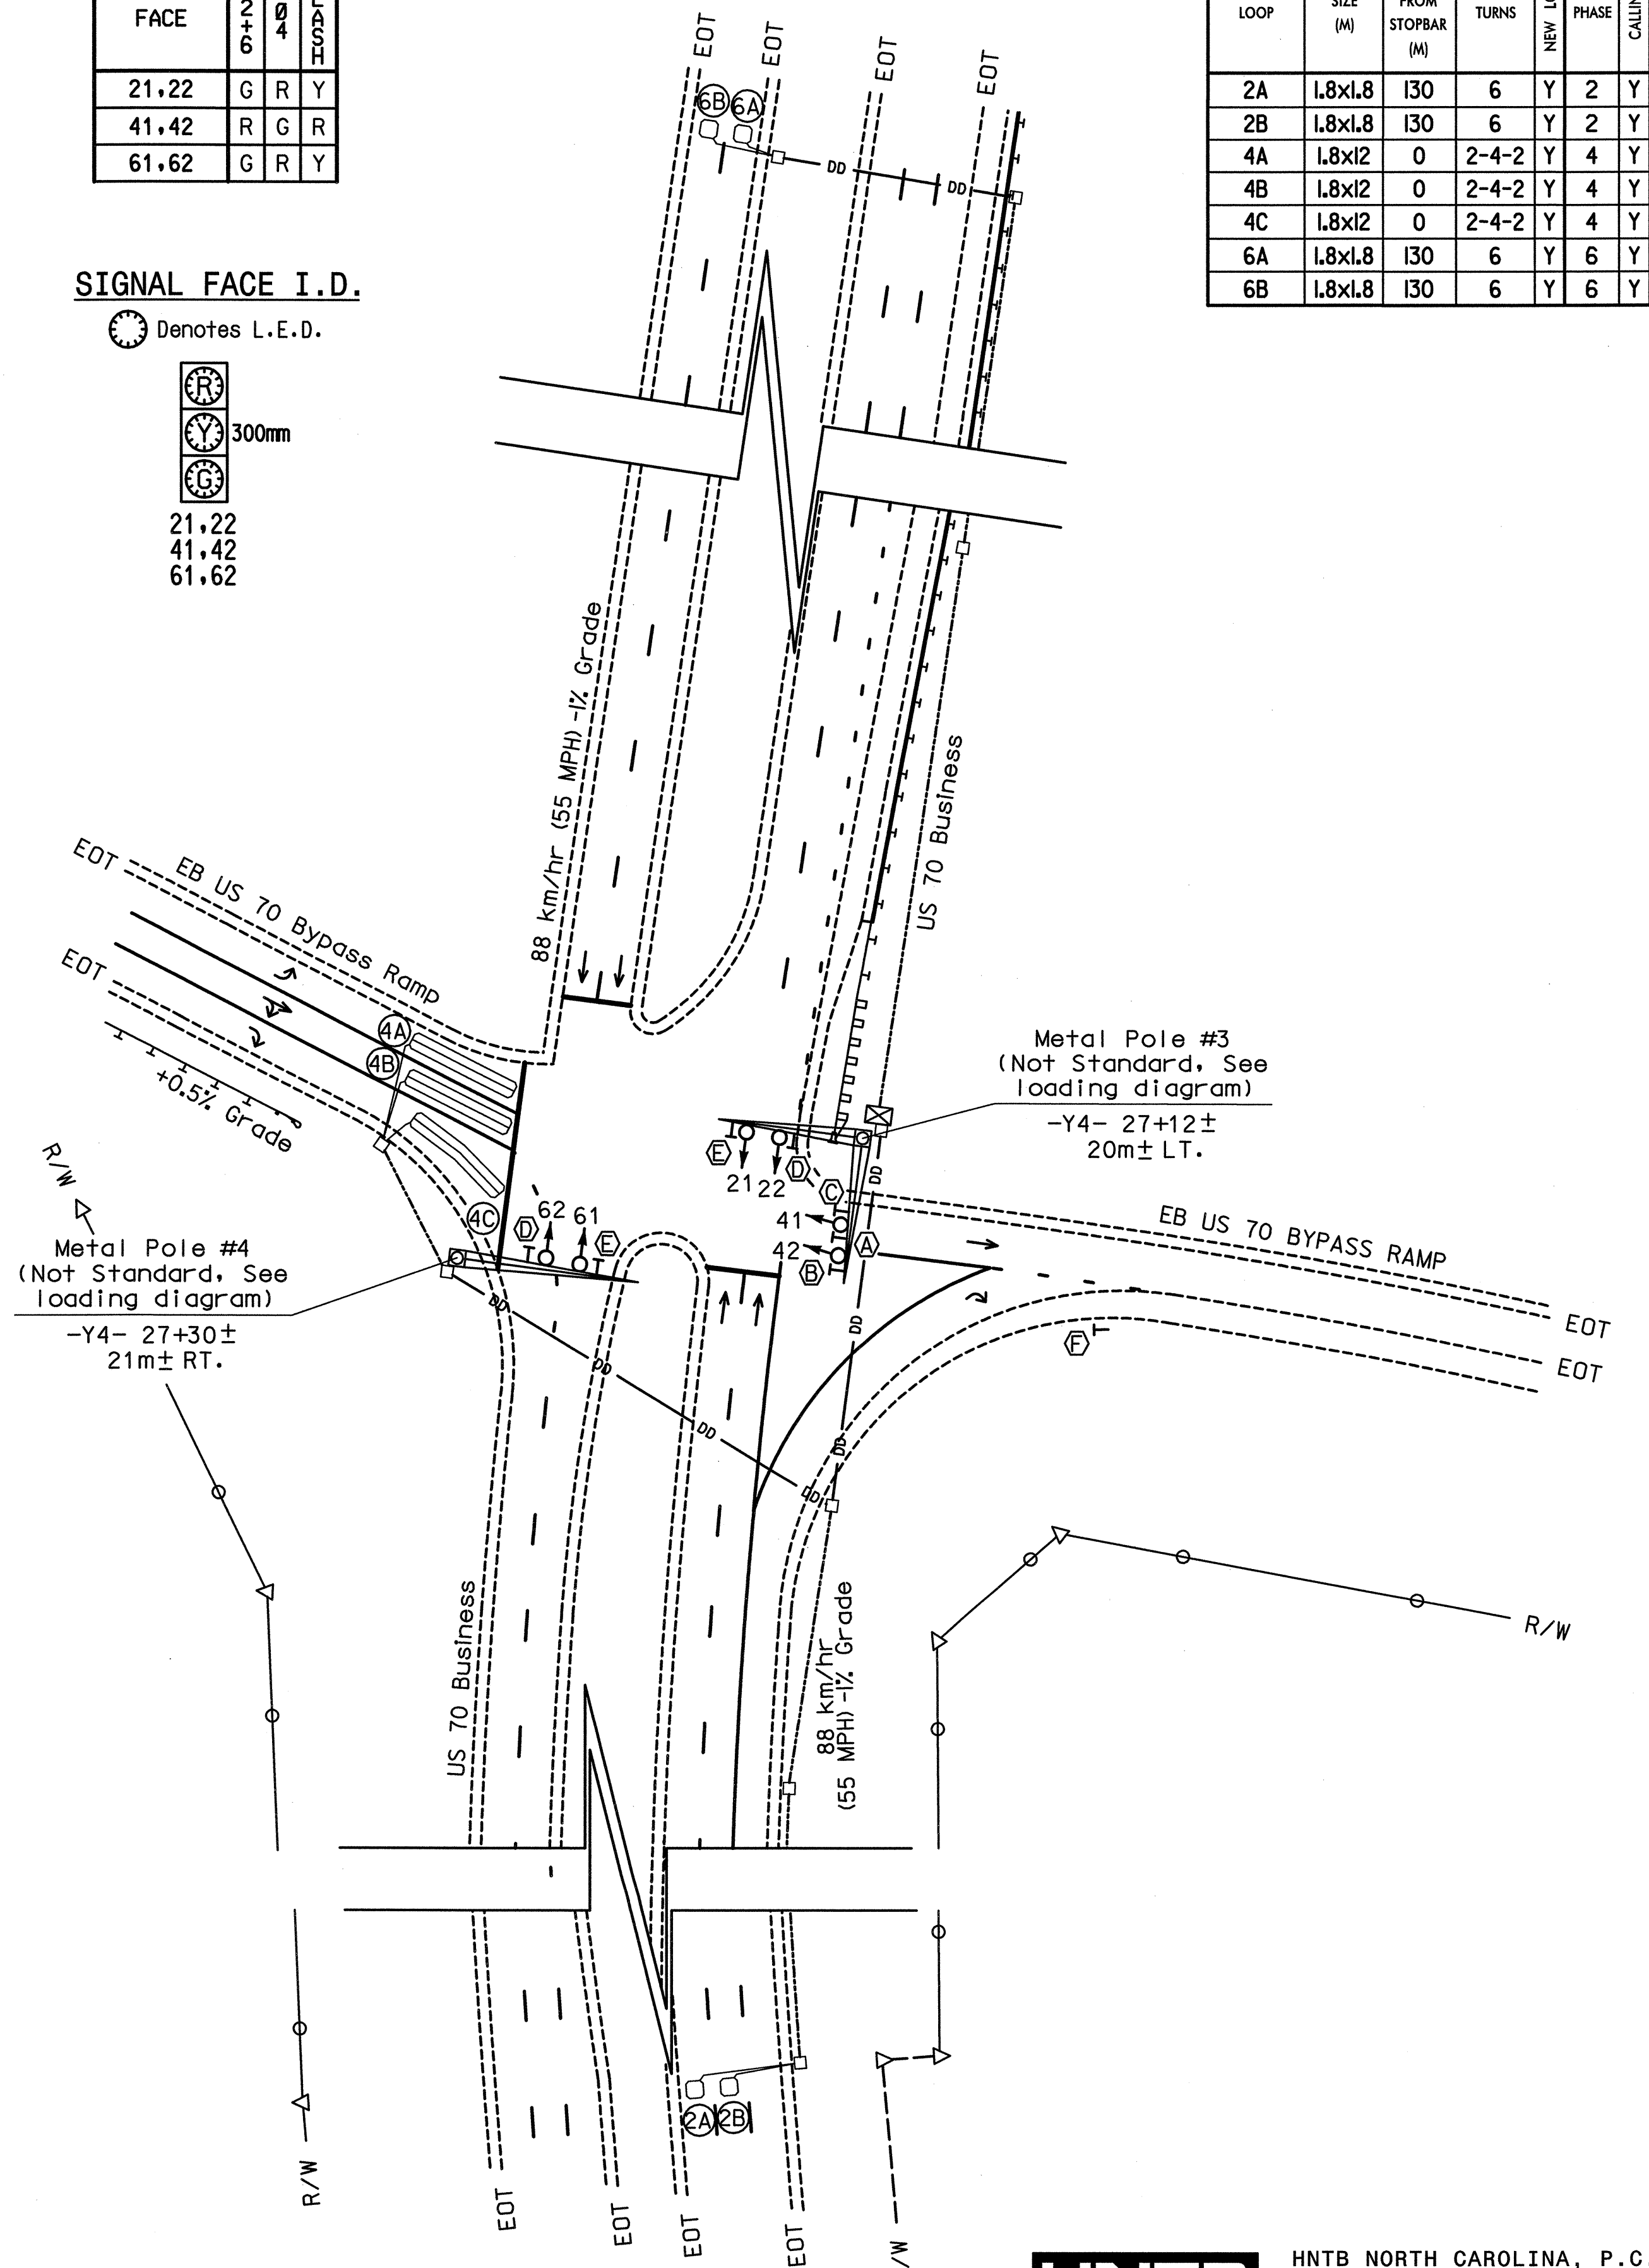 FACE 2+6 Ø4 LASH
21,22 G R Y
41,42 R G R
61,62 G R Y
LOOP SIZE (M) FROM STOPBAR (M) TURNS NEW PHASE
2A 1.8x1.8 130 6 Y 2 Y
2B 1.8x1.8 130 6 Y 2 Y
4A 1.8x12 0 2-4-2 Y 4 Y
4B 1.8x12 0 2-4-2 Y 4 Y
4C 1.8x12 0 2-4-2 Y 4 Y
6A 1.8x1.8 130 6 Y 6 Y
6B 1.8x1.8 130 6 Y 6 Y
SIGNAL FACE I.D.
Denotes L.E.D.
R
Y 300mm
G
21,22
41,42
61,62
EOT
EOT
EOT
EOT
6B 6A
DD
DD
88 km/hr (55 MPH) -1% Grade
US 70 Business
EOT
EB US 70 Bypass Ramp
EOT
4A
4B
+0.5% Grade
4C
R/W
Metal Pole #3
(Not Standard, See
loading diagram)
-Y4- 27+12±
20m± LT.
E
21 22
D
C
DD
41
42
A
B
D
62 61
E
EB US 70 BYPASS RAMP
EOT
EOT
F
Metal Pole #4
(Not Standard, See
loading diagram)
-Y4- 27+30±
21m± RT.
DD
DD
DD
DD
DD
DD
US 70 Business
88 km/hr
(55 MPH) -1% Grade
R/W
2A 2B
R/W
EOT
EOT
EOT
EOT
/W
HNTB NORTH CAROLINA, P.C